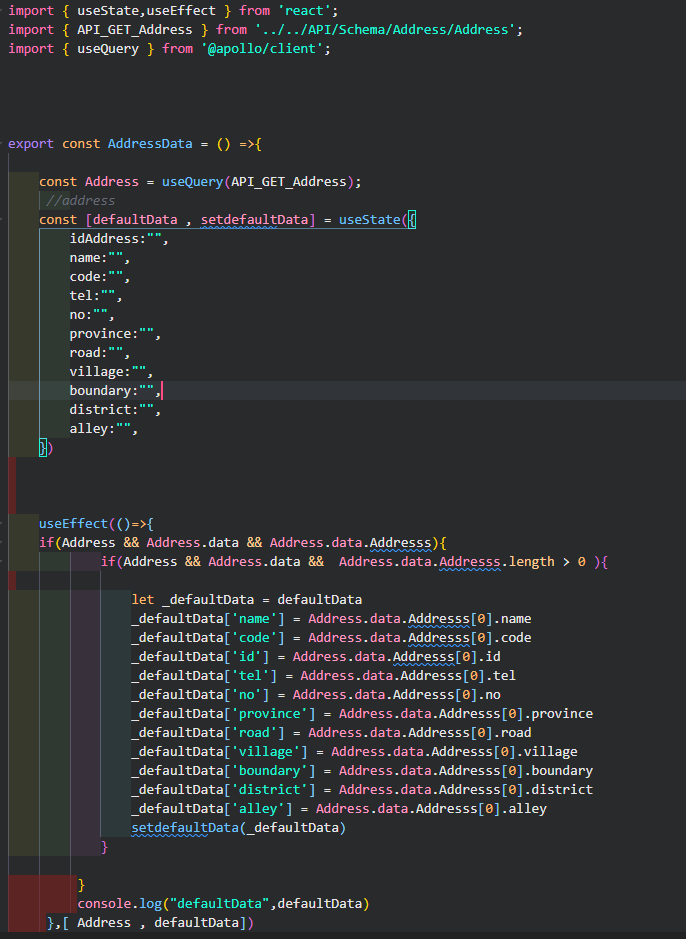 import { useState,useEffect } from 'react';
import { API_GET_Address } from '../../API/Schema/Address/Address';
import { useQuery } from '@apollo/client';
export const AddressData = () =>{
const Address = useQuery(API_GET_Address);
//address
const [defaultData , setdefaultData] = useState({
idAddress:"",
name:"",
code:"",
tel:"",
no:"",
province:"",
road:"",
village:"",
boundary:"",
district:"",
alley:"",
})
useEffect(()=>{
if(Address && Address.data && Address.data.Addresss){
if(Address && Address.data &&  Address.data.Addresss.length > 0 ){
let _defaultData = defaultData
_defaultData['name'] = Address.data.Addresss[0].name
_defaultData['code'] = Address.data.Addresss[0].code
_defaultData['id'] = Address.data.Addresss[0].id
_defaultData['tel'] = Address.data.Addresss[0].tel
_defaultData['no'] = Address.data.Addresss[0].no
_defaultData['province'] = Address.data.Addresss[0].province
_defaultData['road'] = Address.data.Addresss[0].road
_defaultData['village'] = Address.data.Addresss[0].village
_defaultData['boundary'] = Address.data.Addresss[0].boundary
_defaultData['district'] = Address.data.Addresss[0].district
_defaultData['alley'] = Address.data.Addresss[0].alley
setdefaultData(_defaultData)
}
}
console.log("defaultData",defaultData)
},[ Address , defaultData])